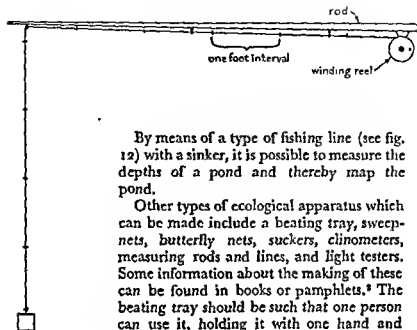 rod
one foot interval
winding reel
By means of a type of fishing line (see fig.
12) with a sinker, it is possible to measure the
depths of a pond and thereby map the
pond.
Other types of ecological apparatus which
can be made include a beating tray, sweep-
nets, butterfly nets, suckers, clinometers,
measuring rods and lines, and light testers.
Some information about the making of these
can be found in books or pamphlets.² The
beating tray should be such that one person
can use it, holding it with one hand and